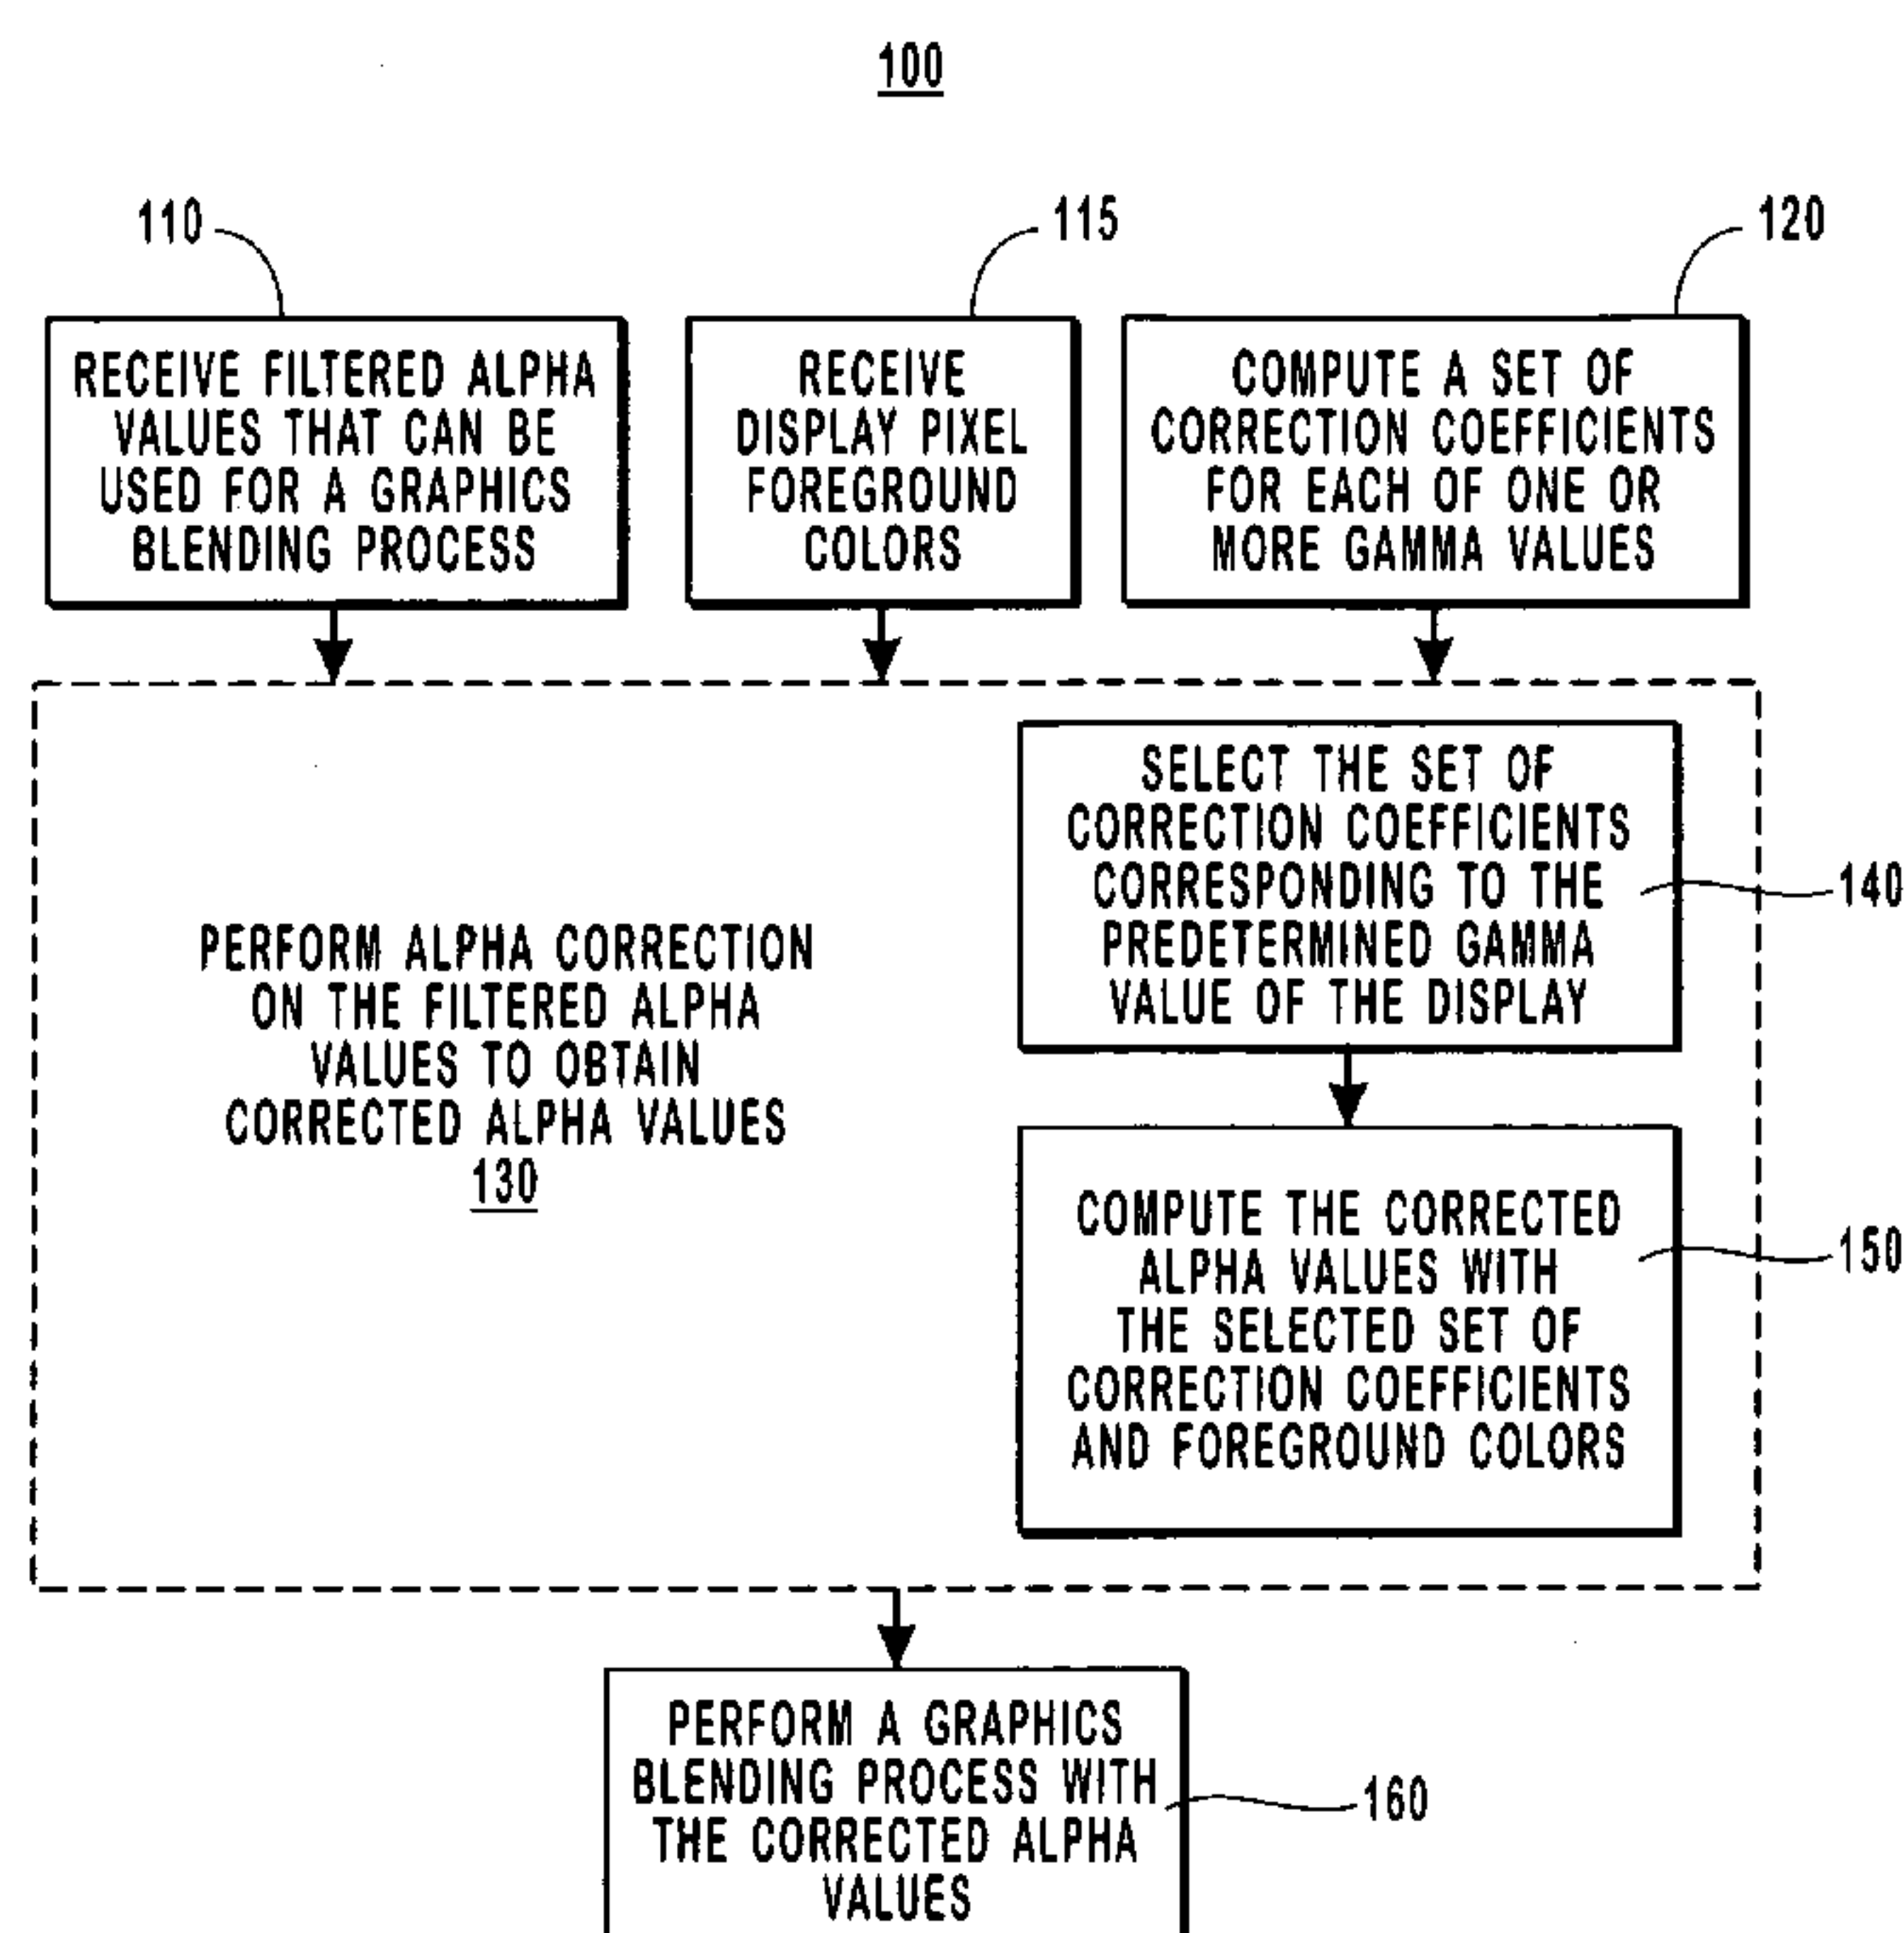 100
110
115
120
RECEIVE FILTERED ALPHA
VALUES THAT CAN BE
USED FOR A GRAPHICS
BLENDING PROCESS
RECEIVE
DISPLAY PIXEL
FOREGROUND
COLORS
COMPUTE A SET OF
CORRECTION COEFFICIENTS
FOR EACH OF ONE OR
MORE GAMMA VALUES
PERFORM ALPHA CORRECTION
ON THE FILTERED ALPHA
VALUES TO OBTAIN
CORRECTED ALPHA VALUES
130
SELECT THE SET OF
CORRECTION COEFFICIENTS
CORRESPONDING TO THE
PREDETERMINED GAMMA
VALUE OF THE DISPLAY
140
COMPUTE THE CORRECTED
ALPHA VALUES WITH
THE SELECTED SET OF
CORRECTION COEFFICIENTS
AND FOREGROUND COLORS
150
PERFORM A GRAPHICS
BLENDING PROCESS WITH
THE CORRECTED ALPHA
VALUES
160